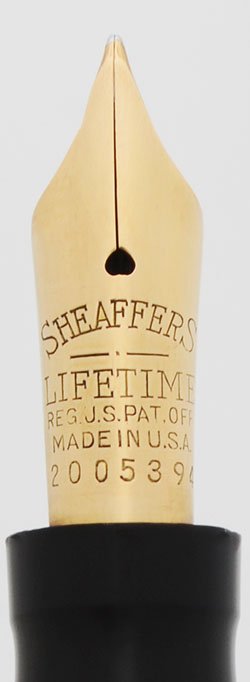 SHEAFFERS
LIFETIME
REG.U.S.PAT.OFF
MADE IN U.S.A.
2005394